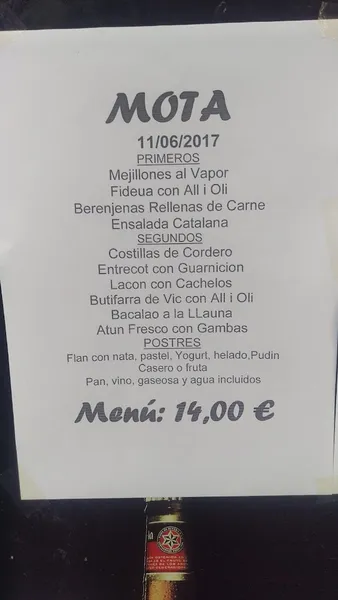 MOTA
11/06/2017
PRIMEROS
Mejillones al Vapor
Fideua con All i Oli
Berenjenas Rellenas de Carne
Ensalada Catalana
SEGUNDOS
Costillas de Cordero
Entrecot con Guarnicion
Lacon con Cachelos
Butifarra de Vic con All i Oli
Bacalao a la LLauna
Atun Fresco con Gambas
POSTRES
Flan con nata, pastel, Yogurt, helado,Pudin
Casero o fruta
Pan, vino, gaseosa y agua incluidos
Menú: 14,00 €